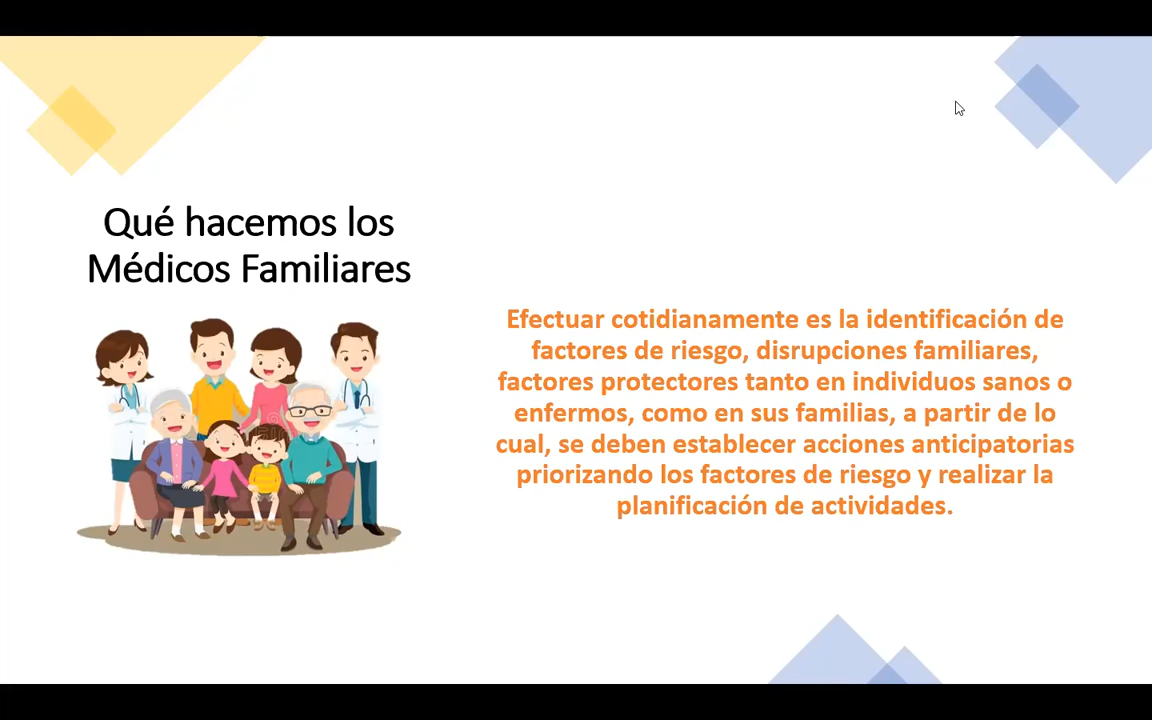 Qué hacemos los
Médicos Familiares
Efectuar cotidianamente es la identificación de
factores de riesgo, disrupciones familiares,
factores protectores tanto en individuos sanos o
enfermos, como en sus familias, a partir de lo
cual, se deben establecer acciones anticipatorias
priorizando los factores de riesgo y realizar la
planificación de actividades.